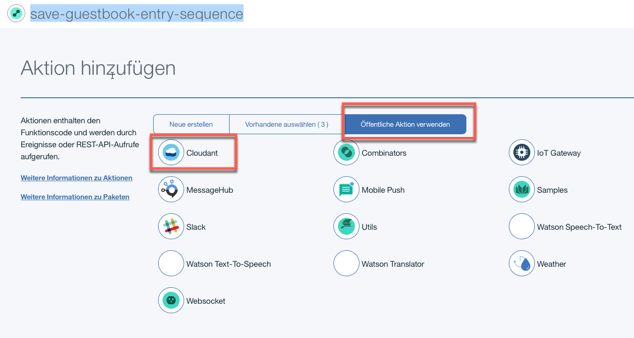 save-guestbook-entry-sequence
Aktion hinzufügen
Aktionen enthalten den
Funktionscode und werden durch
Ereignisse oder REST-API-Aufrufe
aufgerufen.
Weitere Informationen zu Aktionen
Weitere Informationen zu Paketen
Neue erstellen
Vorhandene auswählen ( 3 )
Öffentliche Aktion verwenden
Cloudant
Combinators
IoT Gateway
MessageHub
Mobile Push
Samples
Slack
Utils
Watson Speech-To-Text
Watson Text-To-Speech
Watson Translator
Weather
Websocket